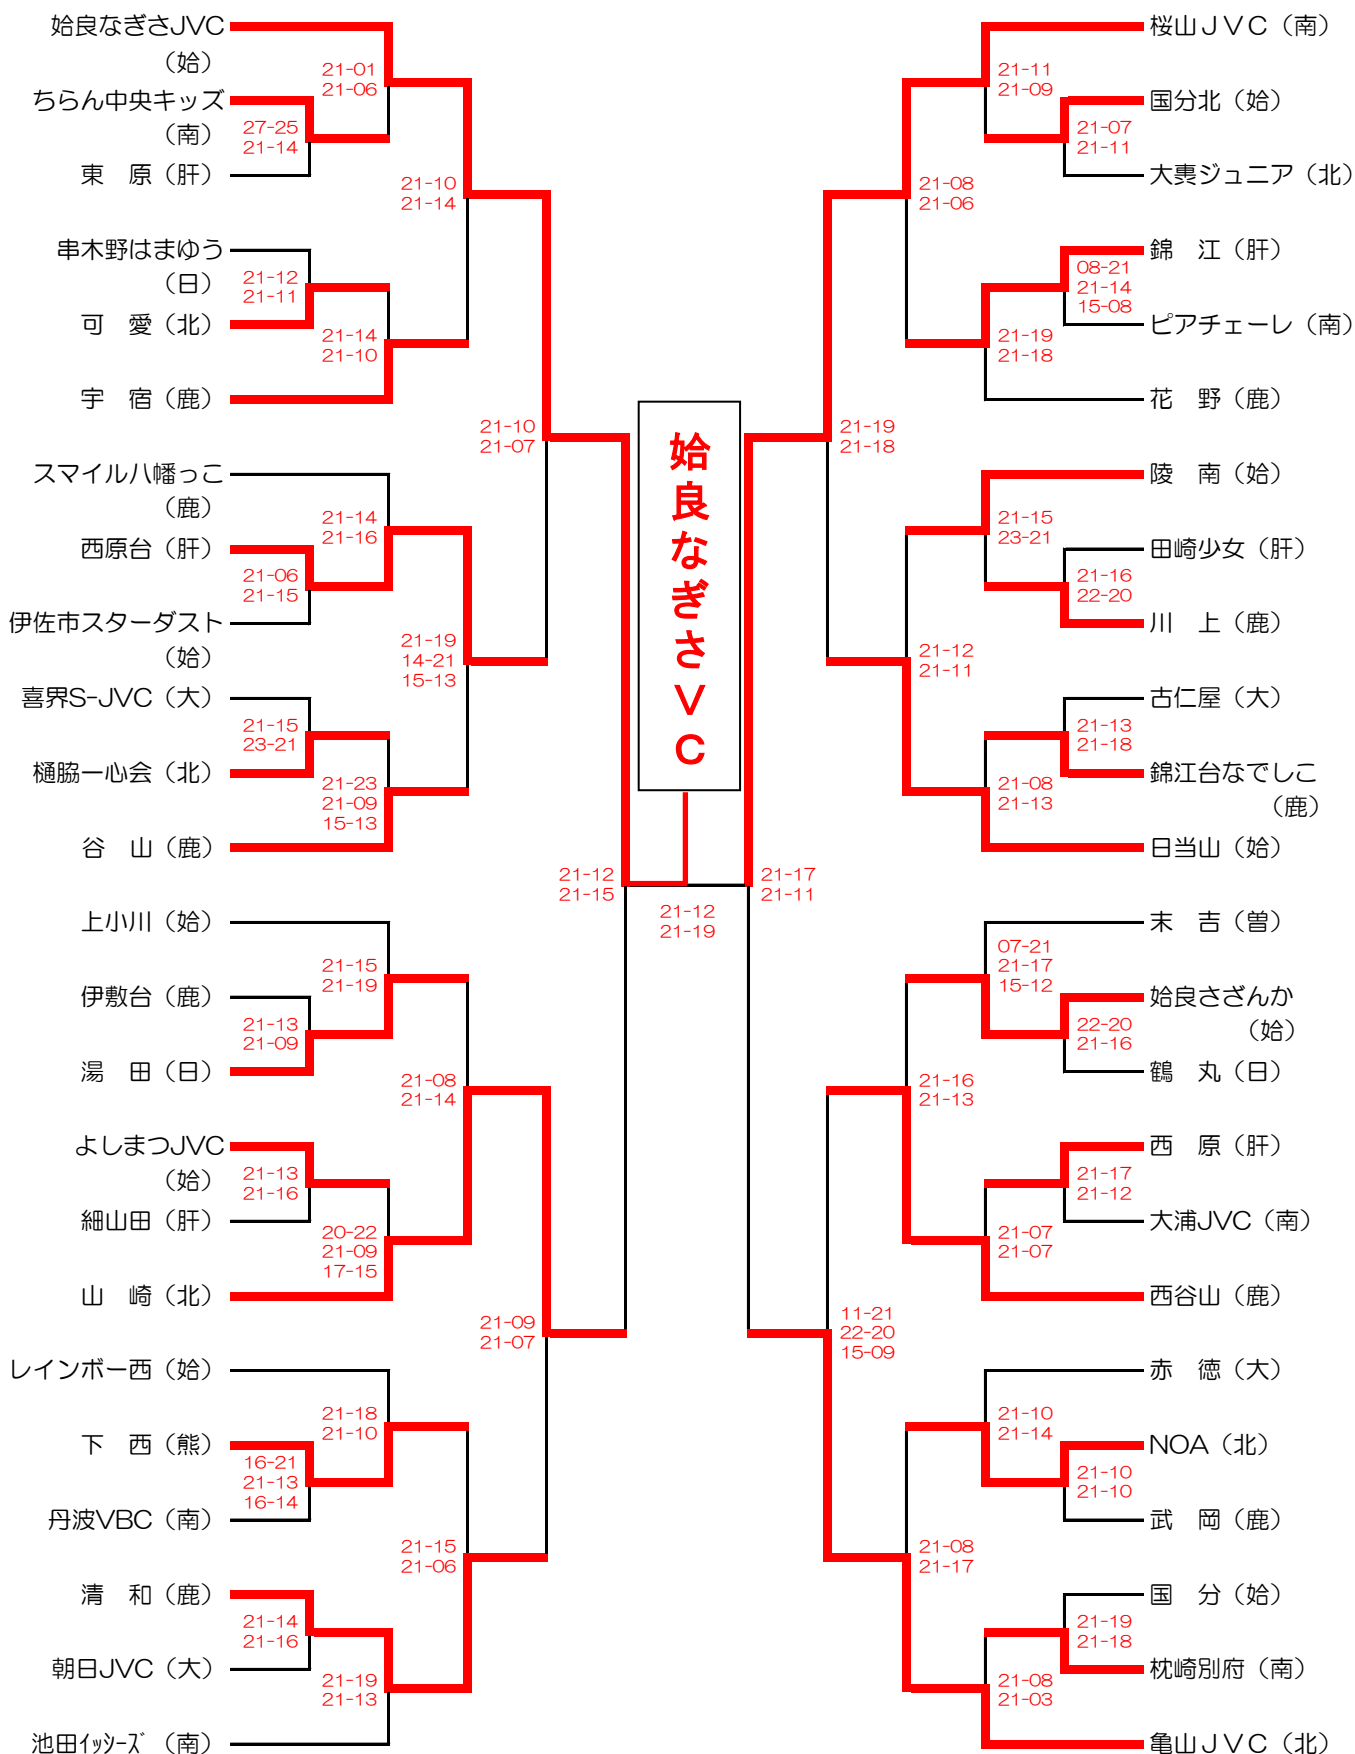 始良なぎさJVC
(始)
21-01
21-06
ちらん中央キッズ
(南)
27-25
21-14
東　原（肝）
21-10
21-14
串木野はまゆう
(日)
21-12
21-11
可　愛（北）
21-14
21-10
宇　宿（鹿）
21-10
21-07
スマイル八幡っこ
(鹿)
21-14
21-16
西原台（肝）
21-06
21-15
伊佐市スターダスト
(始)
21-19
14-21
15-13
喜界S-JVC（大）
21-15
23-21
樋脇一心会（北）
21-23
21-09
15-13
谷　山（鹿）
21-12
21-15
上小川（始）
21-15
21-19
伊敷台（鹿）
21-13
21-09
湯　田（日）
21-08
21-14
よしまつJVC
(始)
21-13
21-16
細山田（肝）
20-22
21-09
17-15
山　崎（北）
21-09
21-07
レインボー西（始）
21-18
21-10
下　西（熊）
16-21
21-13
16-14
丹波VBC（南）
21-15
21-06
清　和（鹿）
21-14
21-16
朝日JVC（大）
21-19
21-13
池田ｲｯｼｰｽﾞ（南）
始良なぎさVC
21-12
21-19
桜山JVC（南）
21-11
21-09
国分北（始）
21-07
21-11
大裏ジュニア（北）
21-08
21-06
錦　江（肝）
08-21
21-14
15-08
ピアチェーレ（南）
21-19
21-18
花　野（鹿）
21-19
21-18
陵　南（始）
21-15
23-21
田崎少女（肝）
21-16
22-20
川　上（鹿）
21-12
21-11
古仁屋（大）
21-13
21-18
錦江台なでしこ
(鹿)
21-08
21-13
日当山（始）
21-17
21-11
末　吉（曽）
07-21
21-17
15-12
始良さざんか
(始)
22-20
21-16
鶴　丸（日）
21-16
21-13
西　原（肝）
21-17
21-12
大浦JVC（南）
21-07
21-07
西谷山（鹿）
11-21
22-20
15-09
赤　徳（大）
21-10
21-14
NOA（北）
21-10
21-10
武　岡（鹿）
21-08
21-17
国　分（始）
21-19
21-18
枕崎別府（南）
21-08
21-03
亀山JVC（北）